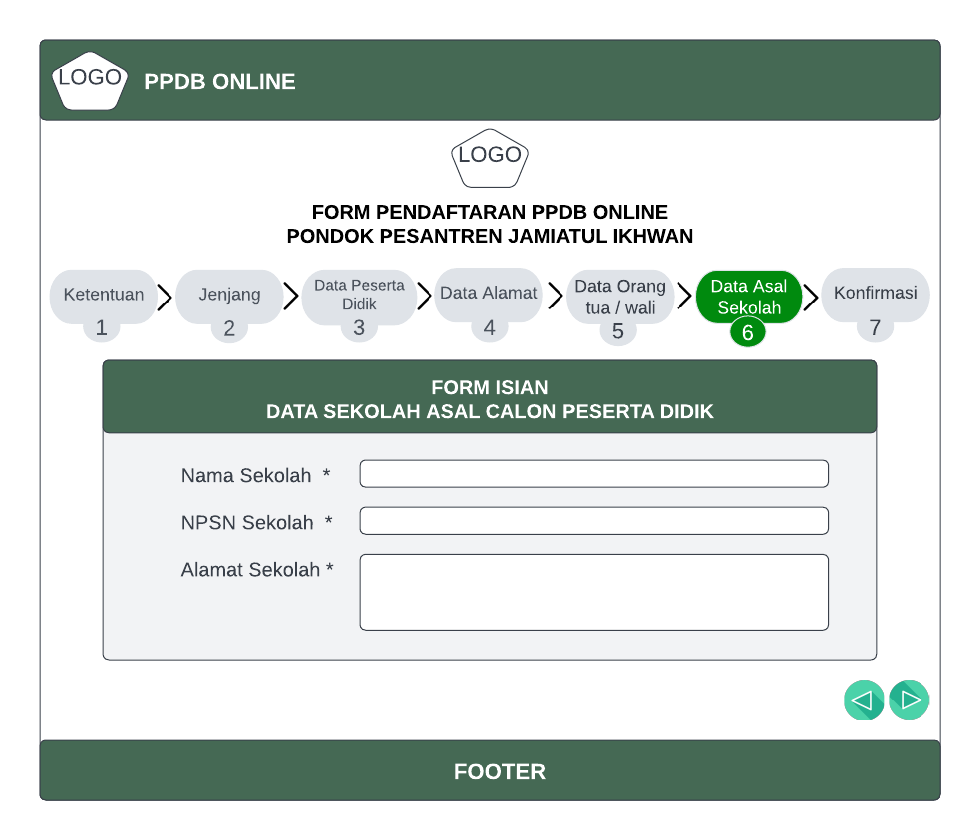 LOGO PPDB ONLINE
LOGO
FORM PENDAFTARAN PPDB ONLINE
PONDOK PESANTREN JAMIATUL IKHWAN
Ketentuan
1
Jenjang
2
Data Peserta
Didik
3
Data Alamat
4
Data Orang
tua / wali
5
Data Asal
Sekolah
6
Konfirmasi
7
FORM ISIAN
DATA SEKOLAH ASAL CALON PESERTA DIDIK
Nama Sekolah *
NPSN Sekolah *
Alamat Sekolah *
FOOTER